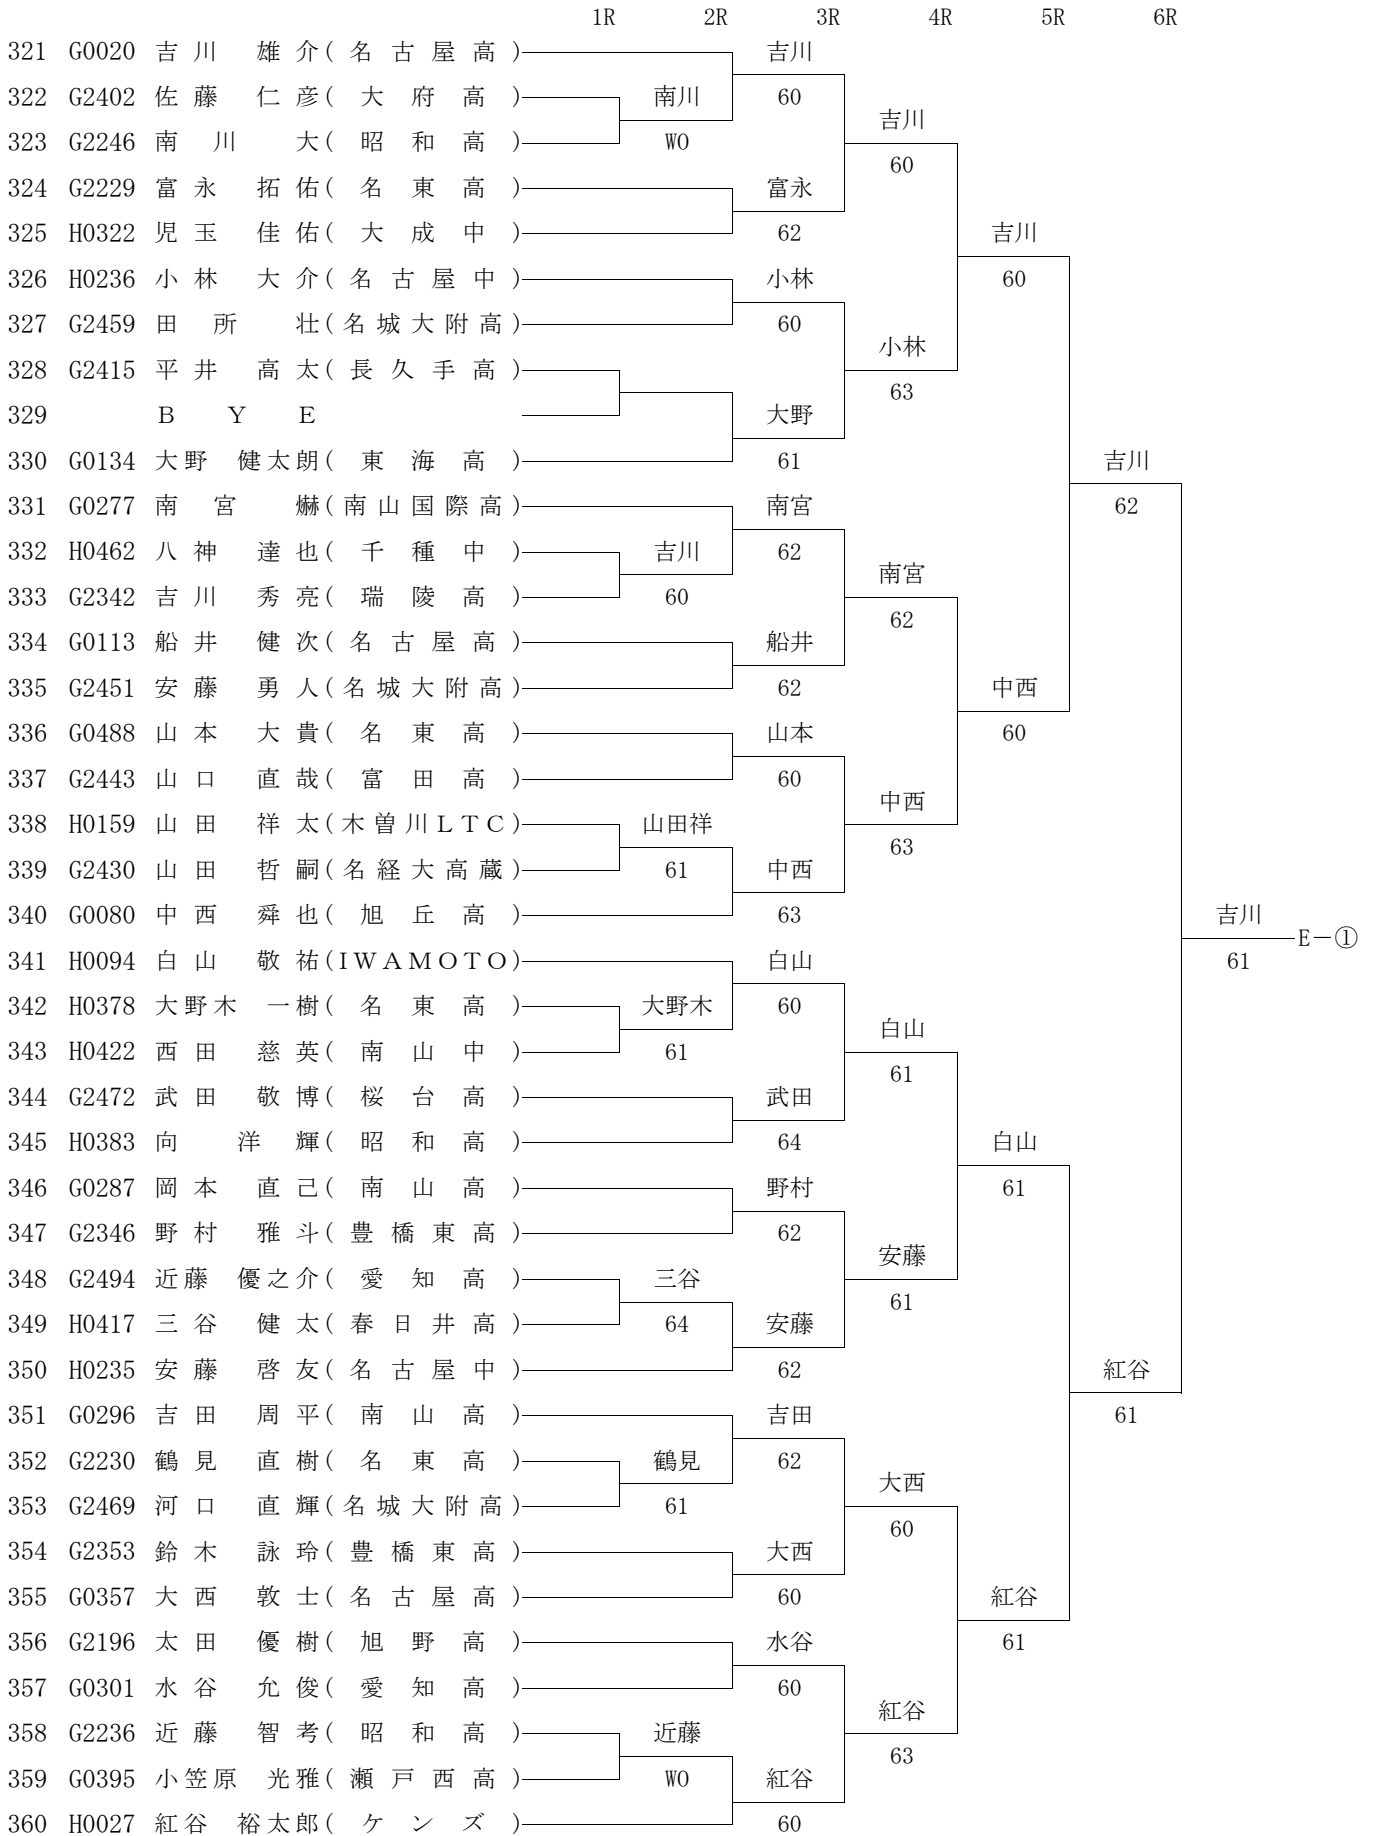 1R 2R 3R 4R 5R 6R
321 G0020 吉川 雄介(名古屋高) 吉川
322 G2402 佐藤 仁彦(大府高) 南川 60
吉川
323 G2246 南川 大(昭和高) WO
60
324 G2229 富永 拓佑(名東高) 富永
325 H0322 児玉 佳佑(大成中) 62 吉川
326 H0236 小林 大介(名古屋中) 小林 60
327 G2459 田所 壮(名城大附高) 60
小林
328 G2415 平井 高太(長久手高)
63
329 BYE 大野
330 G0134 大野 健太朗(東海高) 61 吉川
331 G0277 南宮 爀(南山国際高) 南宮 62
332 H0462 八神 達也(千種中) 吉川 62
南宮
333 G2342 吉川 秀亮(瑞陵高) 60
62
334 G0113 船井 健次(名古屋高) 船井
335 G2451 安藤 勇人(名城大附高) 62 中西
336 G0488 山本 大貴(名東高) 山本 60
337 G2443 山口 直哉(富田高) 60
中西
338 H0159 山田 祥太(木曽川LTC) 山田祥
63
339 G2430 山田 哲嗣(名経大高蔵) 61 中西
340 G0080 中西 舜也(旭丘高) 63 吉川
E-①
341 H0094 白山 敬祐(IWAMOTO) 白山 61
342 H0378 大野木 一樹(名東高) 大野木 60
白山
343 H0422 西田 慈英(南山中) 61
61
344 G2472 武田 敬博(桜台高) 武田
345 H0383 向 洋輝(昭和高) 64 白山
346 G0287 岡本 直己(南山高) 野村 61
347 G2346 野村 雅斗(豊橋東高) 62
安藤
348 G2494 近藤 優之介(愛知高) 三谷
61
349 H0417 三谷 健太(春日井高) 64 安藤
350 H0235 安藤 啓友(名古屋中) 62 紅谷
351 G0296 吉田 周平(南山高) 吉田 61
352 G2230 鶴見 直樹(名東高) 鶴見 62
大西
353 G2469 河口 直輝(名城大附高) 61
60
354 G2353 鈴木 詠玲(豊橋東高) 大西
355 G0357 大西 敦士(名古屋高) 60 紅谷
356 G2196 太田 優樹(旭野高) 水谷 61
357 G0301 水谷 允俊(愛知高) 60
紅谷
358 G2236 近藤 智考(昭和高) 近藤
63
359 G0395 小笠原 光雅(瀬戸西高) WO 紅谷
360 H0027 紅谷 裕太郎(ケンズ) 60